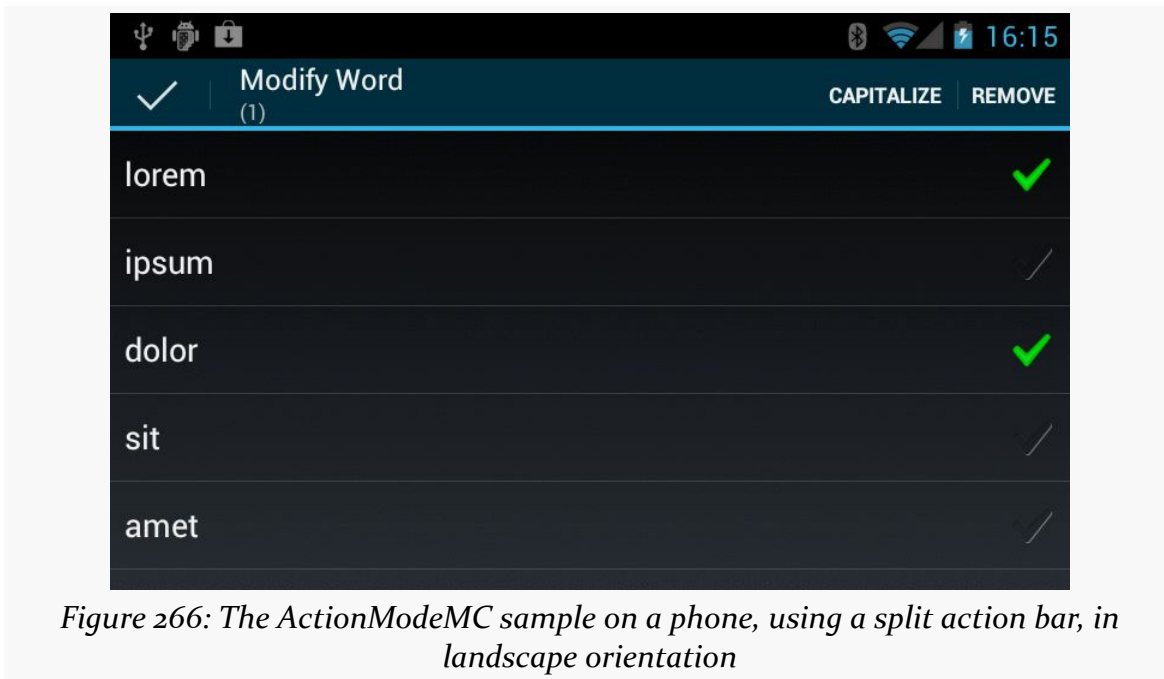 16:15
Modify Word
(1)
CAPITALIZE
REMOVE
lorem
ipsum
dolor
sit
amet
Figure 266: The ActionModeMC sample on a phone, using a split action bar, in
landscape orientation